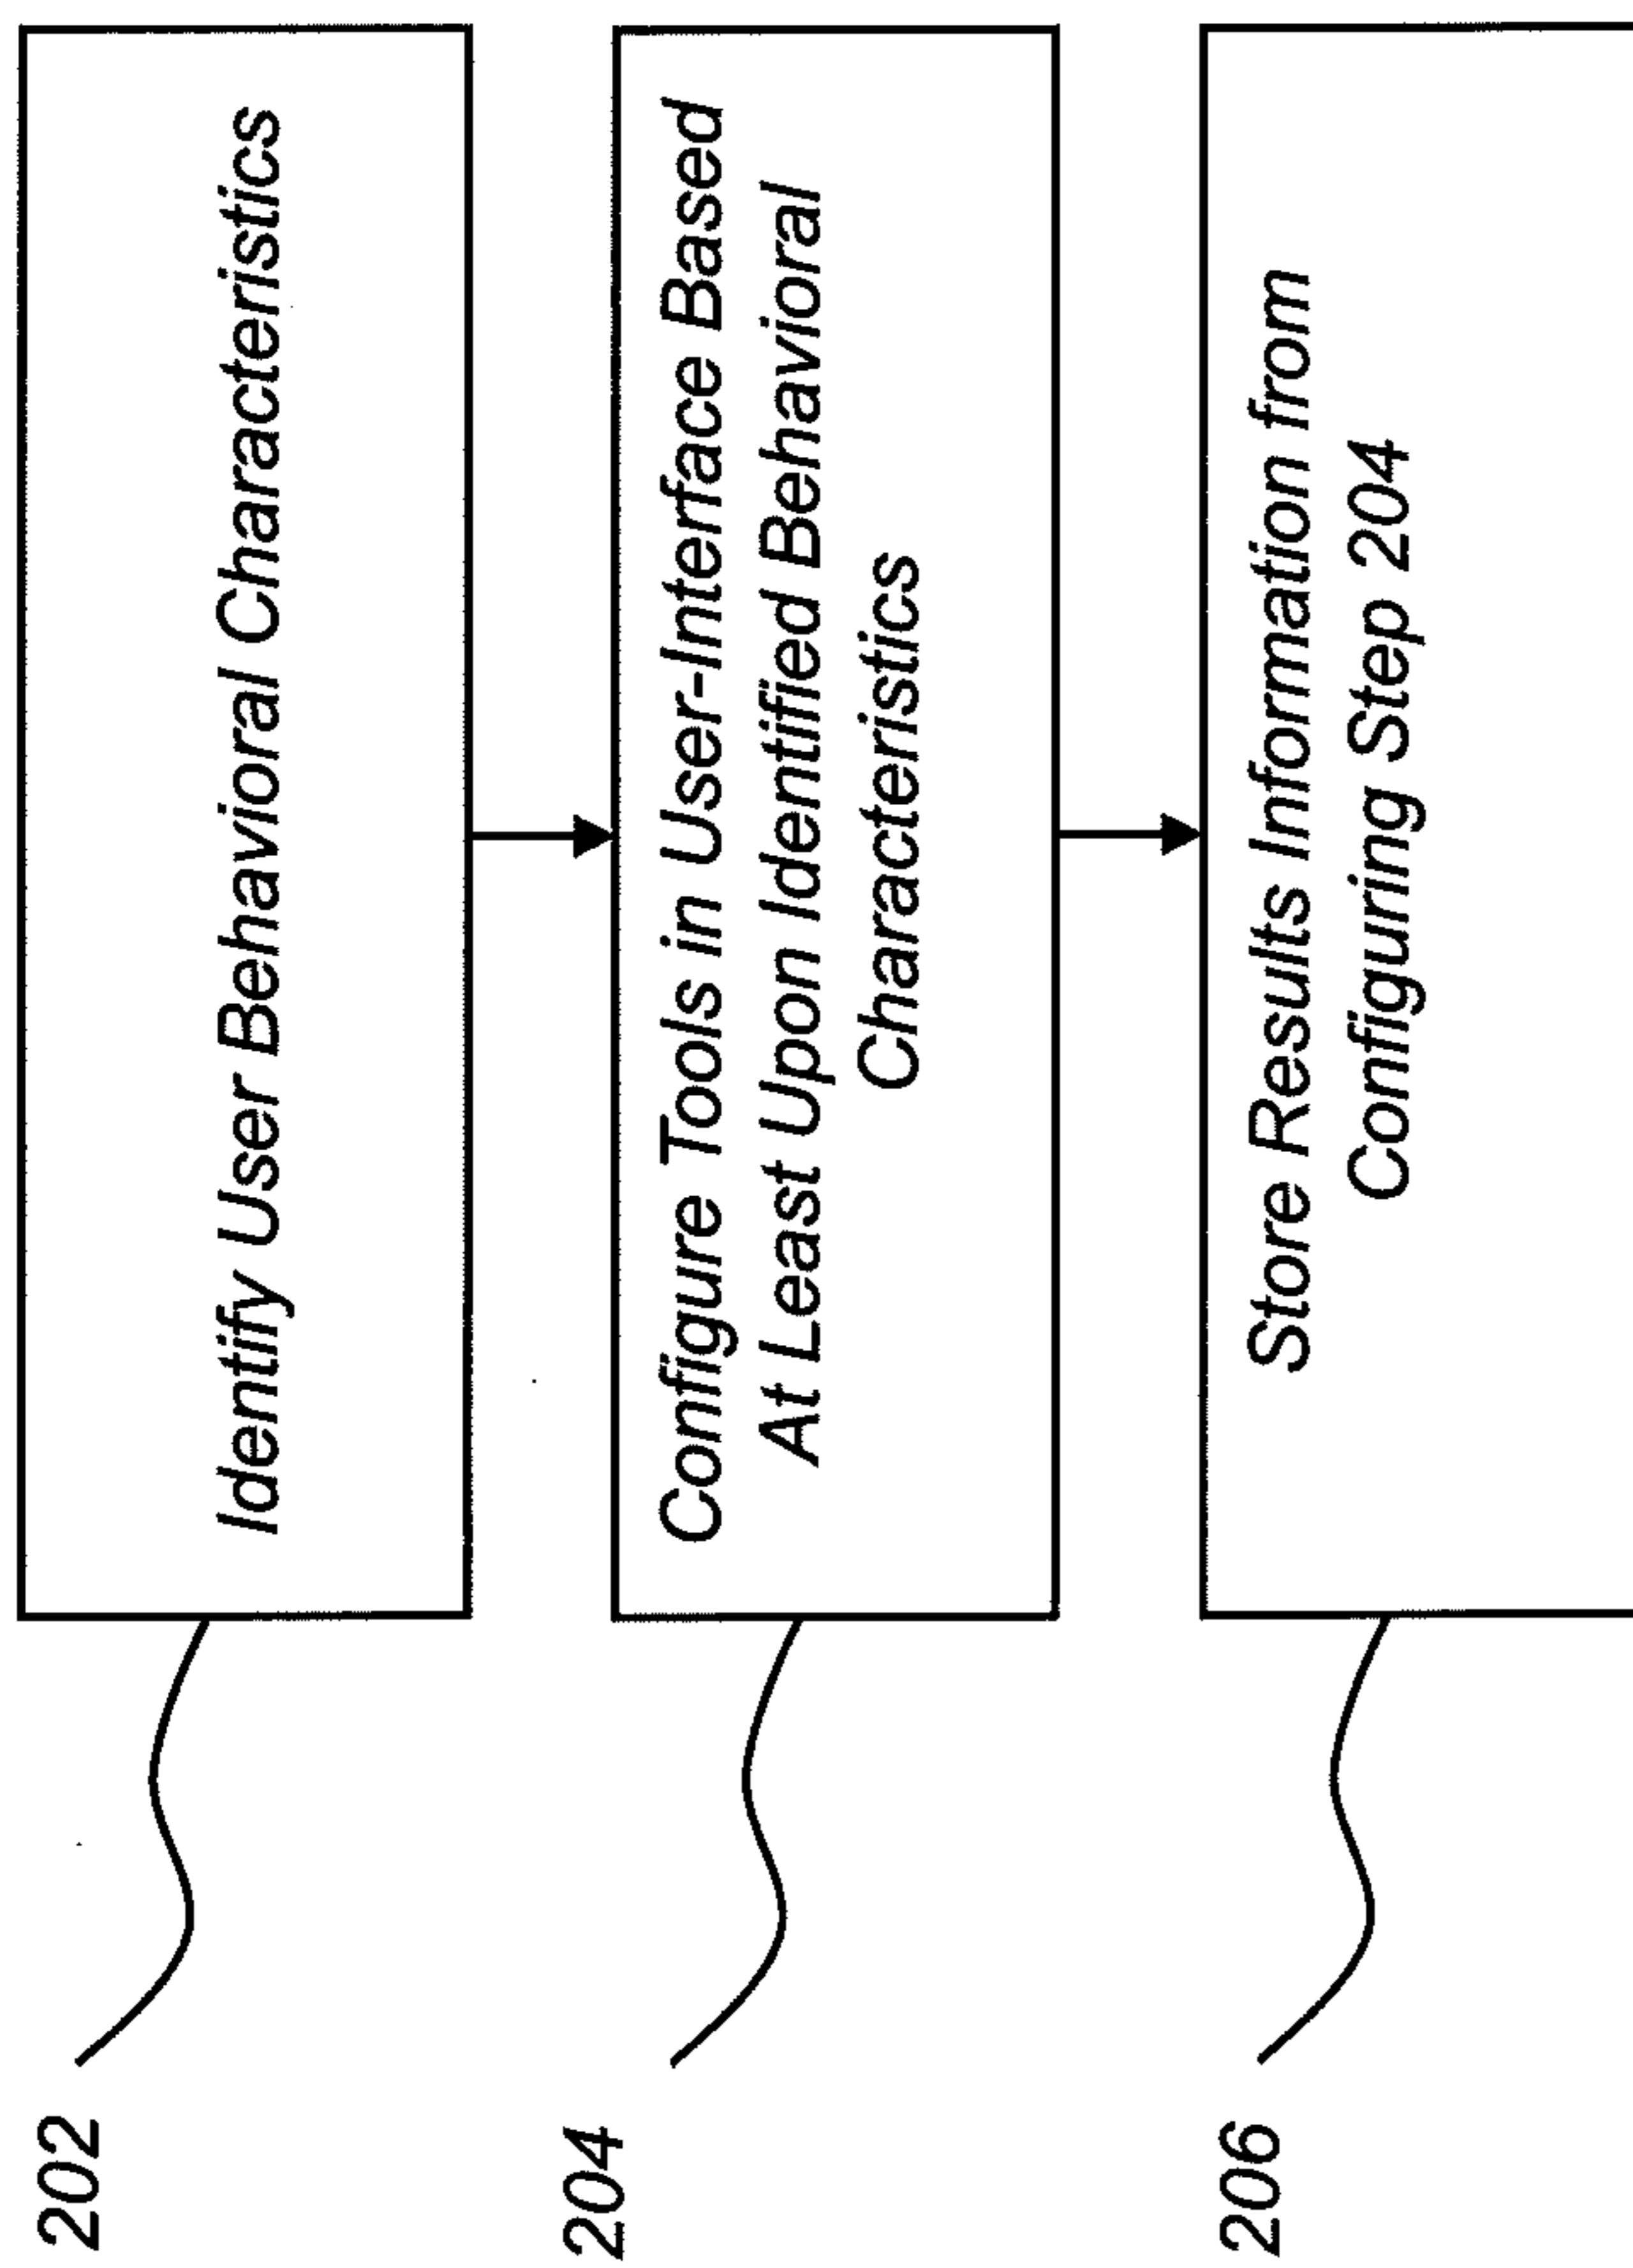 202
Identify User Behavioral Characteristics
204
Configure Tools in User-Interface Based
At Least Upon Identified Behavioral
Characteristics
206
Store Results Information from
Configuring Step 204